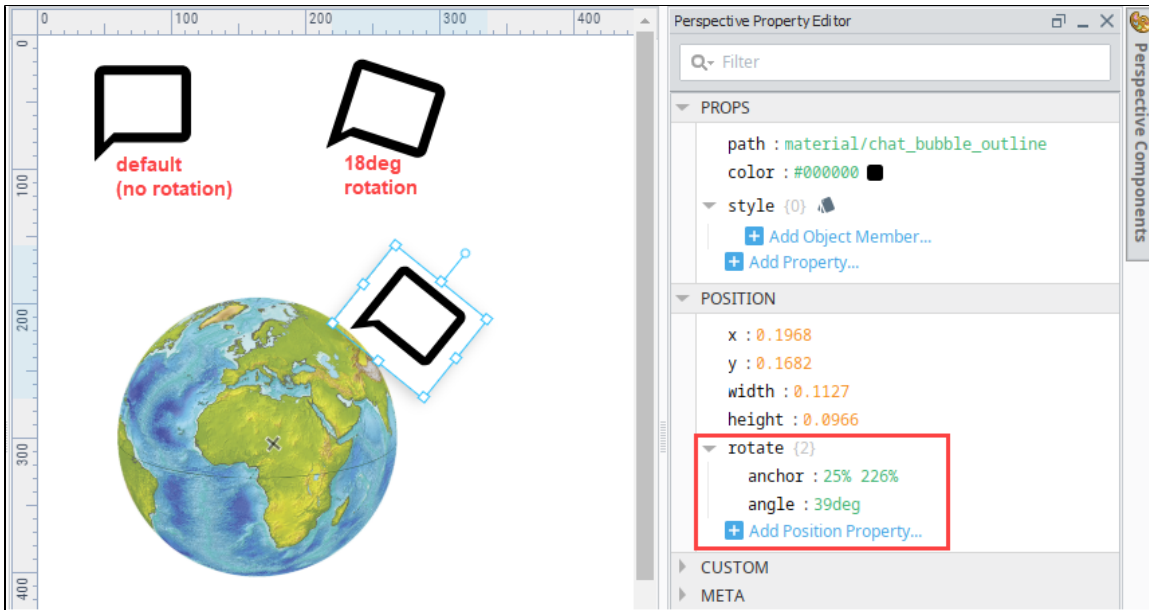 0 100 200 300 400
0
100
200
300
400
default
(no rotation)
18deg
rotation
Perspective Property Editor
Filter
PROPS
path : material/chat_bubble_outline
color : #000000
style {0}
Add Object Member...
Add Property...
POSITION
x : 0.1968
y : 0.1682
width : 0.1127
height : 0.0966
rotate {2}
anchor : 25% 226%
angle : 39deg
Add Position Property...
CUSTOM
META
Perspective Components